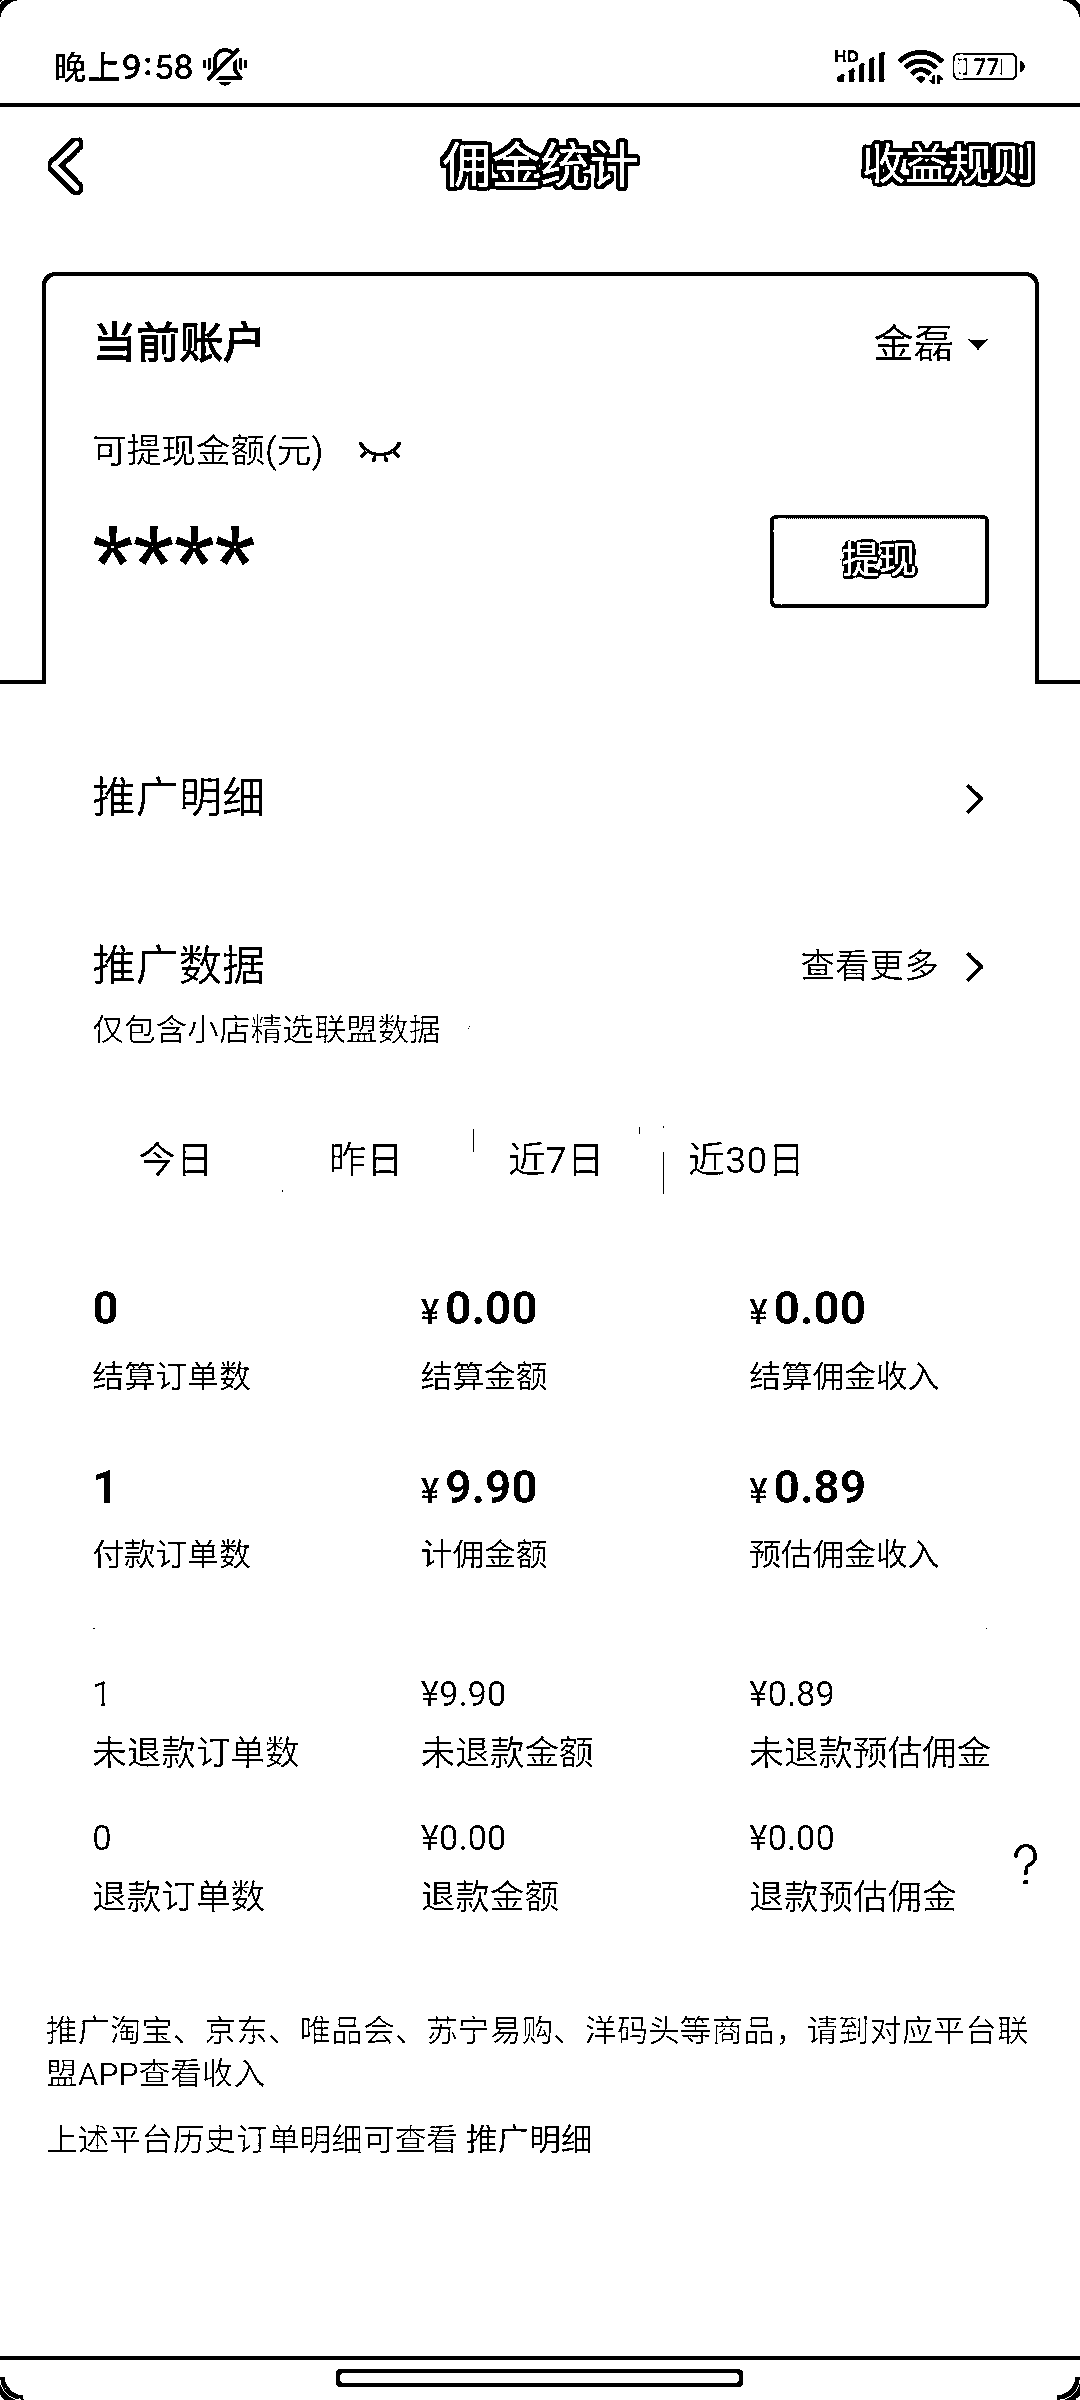 晚上9:58 HD 77
佣金统计 收益规则
当前账户 金磊
可提现金额(元)
**** 提现
推广明细
推广数据 查看更多
仅包含小店精选联盟数据
今日 昨日 近7日 近30日
0 ¥0.00 ¥0.00
结算订单数 结算金额 结算佣金收入
1 ¥9.90 ¥0.89
付款订单数 计佣金额 预估佣金收入
1 ¥9.90 ¥0.89
未退款订单数 未退款金额 未退款预估佣金
0 ¥0.00 ¥0.00 ?
退款订单数 退款金额 退款预估佣金
推广淘宝、京东、唯品会、苏宁易购、洋码头等商品，请到对应平台联
盟APP查看收入
上述平台历史订单明细可查看 推广明细